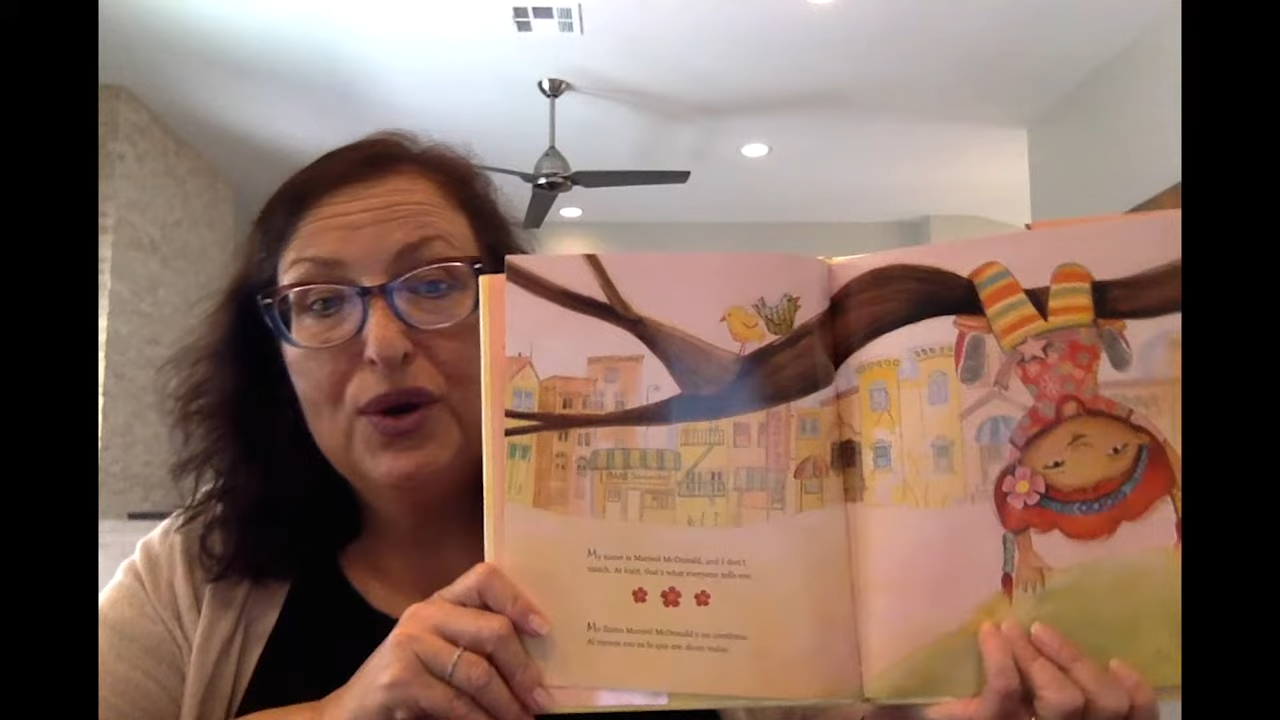 My name is Marisol McDonald, and I don't
match. At least, that's what everyone tells me.
My llamo Marisol McDonald y no combino.
Al menos eso es lo que me dicen todos.